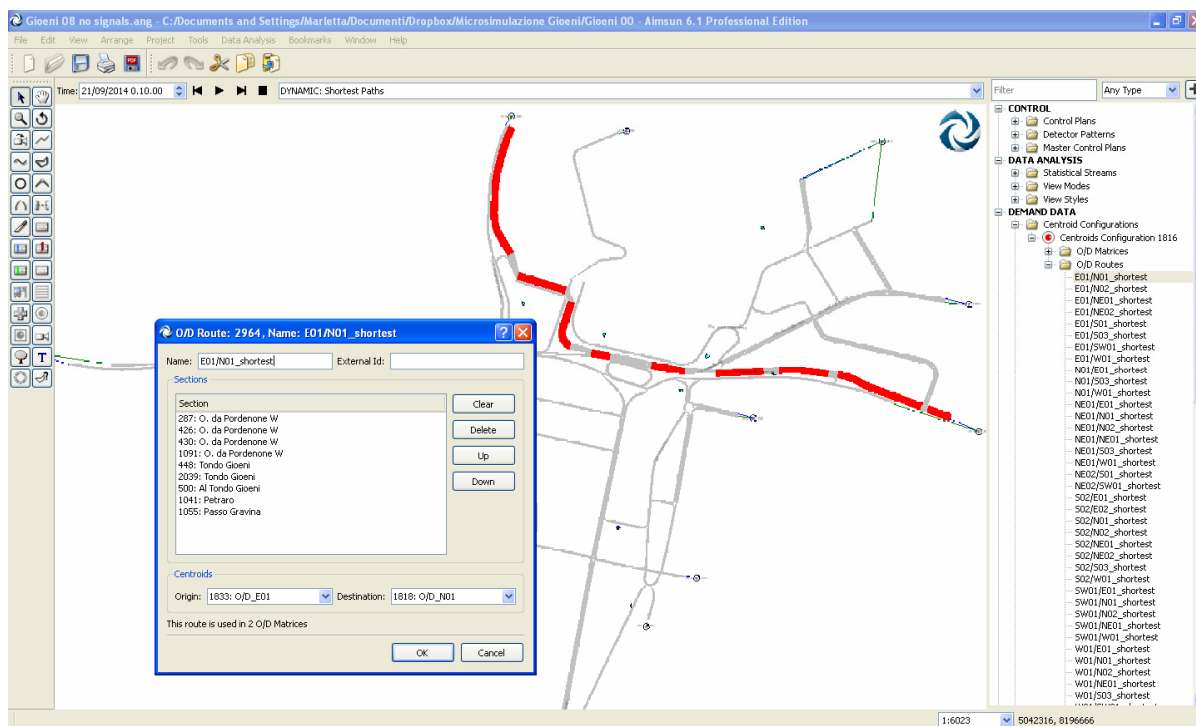 Gioeni 08 no signals.ang - C:/Documents and Settings/Marletta/Documenti/Dropbox/Microsimulazione Gioeni/Gioeni 00 - Aimsun 6.1 Professional Edition
File Edit View Arrange Project Tools Data Analysis Bookmarks Window Help
PDF
Time: 21/09/2014 0.10.00 DYNAMIC: Shortest Paths
T
Filter Any Type
CONTROL
Control Plans
Detector Patterns
Master Control Plans
DATA ANALYSIS
Statistical Streams
View Modes
View Styles
DEMAND DATA
Centroid Configurations
Centroids Configuration 1816
O/D Matrices
O/D Routes
E01/N01_shortest
E01/N02_shortest
E01/NE01_shortest
E01/NE02_shortest
E01/S01_shortest
E01/S03_shortest
E01/SW01_shortest
E01/W01_shortest
N01/E01_shortest
N01/S03_shortest
N01/W01_shortest
NE01/E01_shortest
NE01/N01_shortest
NE01/N02_shortest
NE01/NE01_shortest
NE01/S03_shortest
NE01/W01_shortest
NE02/S01_shortest
NE02/SW01_shortest
S02/E01_shortest
S02/E02_shortest
S02/N01_shortest
S02/N02_shortest
S02/NE01_shortest
S02/NE02_shortest
S02/S03_shortest
S02/W01_shortest
SW01/E01_shortest
SW01/N01_shortest
SW01/N02_shortest
SW01/NE01_shortest
SW01/W01_shortest
W01/E01_shortest
W01/N01_shortest
W01/N02_shortest
W01/NE01_shortest
W01/S03_shortest
O/D Route: 2964, Name: E01/N01_shortest
Name: E01/N01_shortest External Id:
Sections
Section
287: O. da Pordenone W
426: O. da Pordenone W
430: O. da Pordenone W
1091: O. da Pordenone W
448: Tondo Gioeni
2039: Tondo Gioeni
500: Al Tondo Gioeni
1041: Petraro
1055: Passo Gravina
Clear
Delete
Up
Down
Centroids
Origin: 1833: O/D_E01 Destination: 1818: O/D_N01
This route is used in 2 O/D Matrices
OK Cancel
1:6023 5042316, 8196666